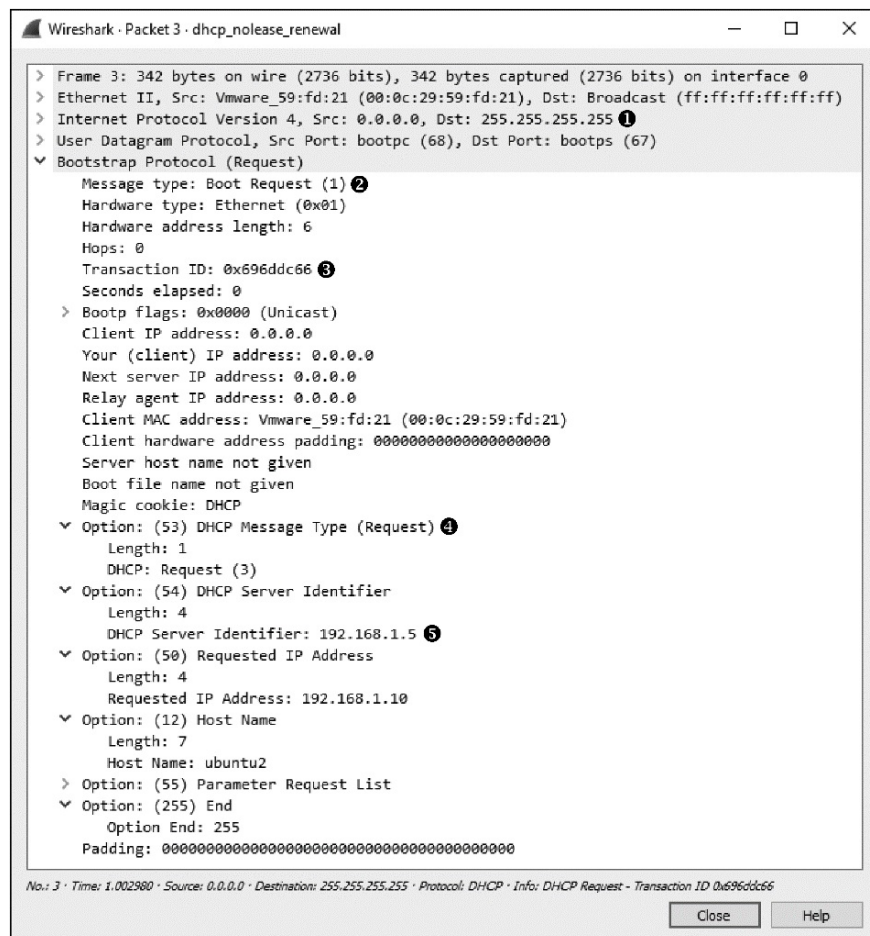 Wireshark · Packet 3 · dhcp_nolease_renewal
> Frame 3: 342 bytes on wire (2736 bits), 342 bytes captured (2736 bits) on interface 0
> Ethernet II, Src: Vmware_59:fd:21 (00:0c:29:59:fd:21), Dst: Broadcast (ff:ff:ff:ff:ff:ff)
> Internet Protocol Version 4, Src: 0.0.0.0, Dst: 255.255.255.255 ❶
> User Datagram Protocol, Src Port: bootpc (68), Dst Port: bootps (67)
Bootstrap Protocol (Request)
Message type: Boot Request (1) ❷
Hardware type: Ethernet (0x01)
Hardware address length: 6
Hops: 0
Transaction ID: 0x696ddc66 ❸
Seconds elapsed: 0
> Bootp flags: 0x0000 (Unicast)
Client IP address: 0.0.0.0
Your (client) IP address: 0.0.0.0
Next server IP address: 0.0.0.0
Relay agent IP address: 0.0.0.0
Client MAC address: Vmware_59:fd:21 (00:0c:29:59:fd:21)
Client hardware address padding: 00000000000000000000
Server host name not given
Boot file name not given
Magic cookie: DHCP
Option: (53) DHCP Message Type (Request) ❹
Length: 1
DHCP: Request (3)
Option: (54) DHCP Server Identifier
Length: 4
DHCP Server Identifier: 192.168.1.5 ❺
Option: (50) Requested IP Address
Length: 4
Requested IP Address: 192.168.1.10
Option: (12) Host Name
Length: 7
Host Name: ubuntu2
> Option: (55) Parameter Request List
Option: (255) End
Option End: 255
Padding: 0000000000000000000000000000000000000000
No.: 3 · Time: 1.002980 · Source: 0.0.0.0 · Destination: 255.255.255.255 · Protocol: DHCP · Info: DHCP Request - Transaction ID 0x696ddc66
Close Help